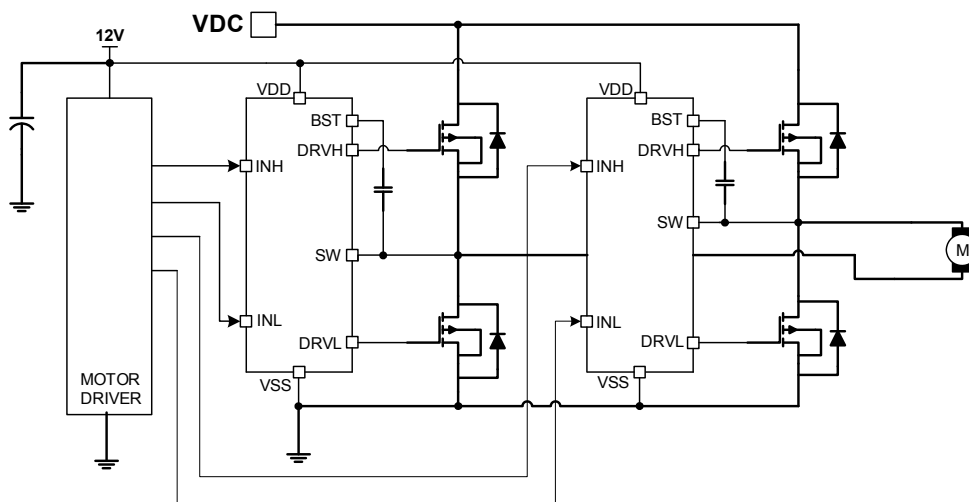 VDC
12V
VDD
VDD
BST
BST
DRVH
DRVH
INH
INH
SW
SW
M
INL
INL
DRVL
DRVL
VSS
VSS
MOTOR
DRIVER